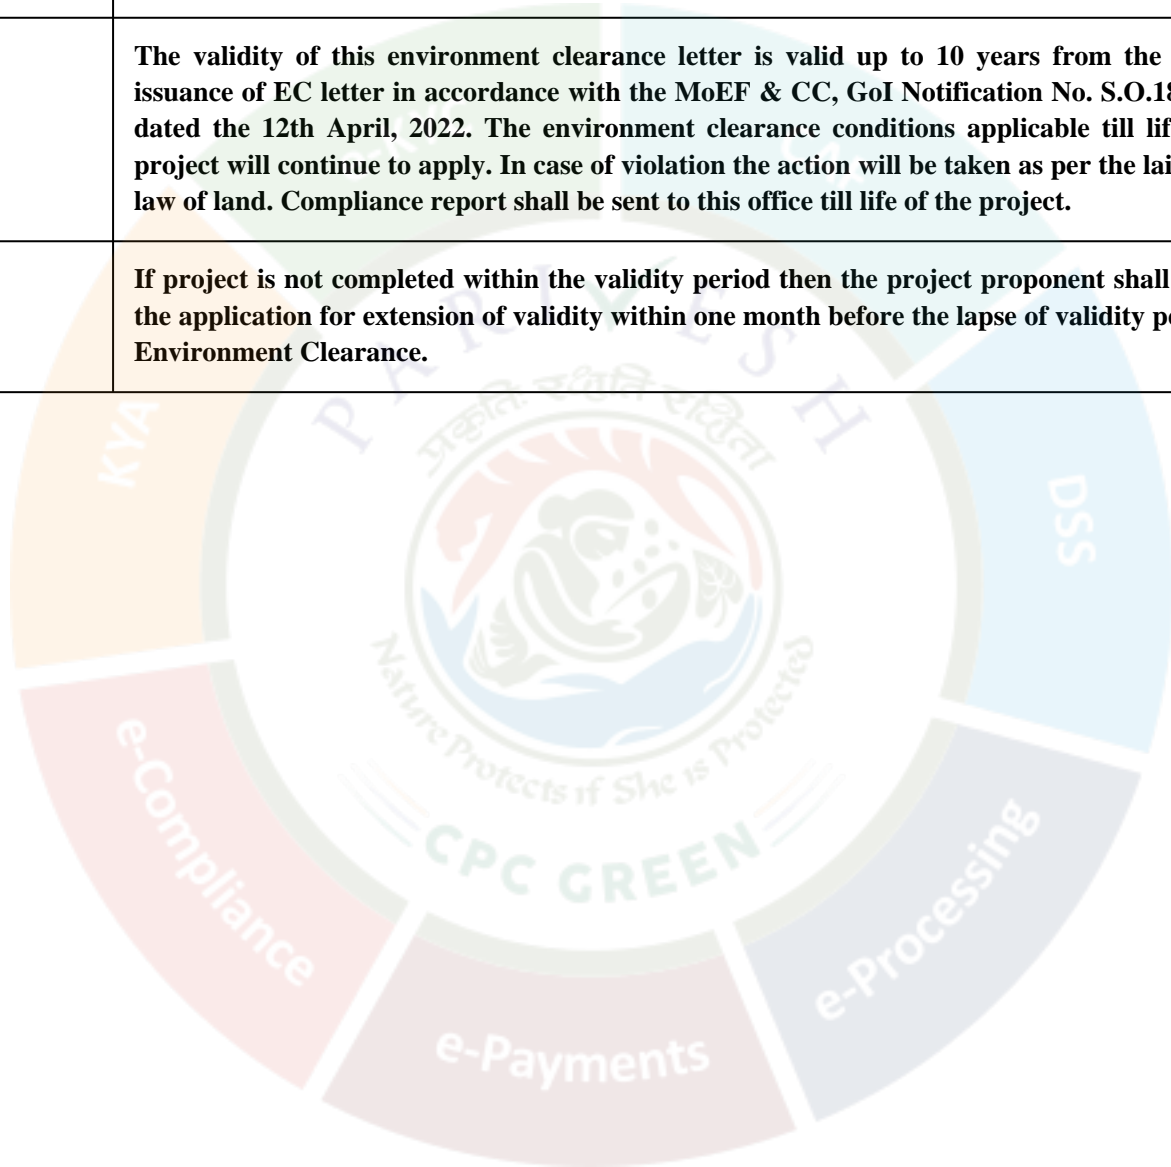 The validity of this environment clearance letter is valid up to 10 years from the
issuance of EC letter in accordance with the MoEF & CC, GoI Notification No. S.O.18
dated the 12th April, 2022. The environment clearance conditions applicable till
project will continue to apply. In case of violation the action will be taken as per the
law of land. Compliance report shall be sent to this office till life of the project.
If project is not completed within the validity period then the project proponent shall
the application for extension of validity within one month before the lapse of validity
Environment Clearance.
PARIVESH
प्रकृतिः रक्षति रक्षिता
KYA
DSS
Nature Protects if She is Protected
e-Compliance
CPC GREEN
e-Processing
e-Payments